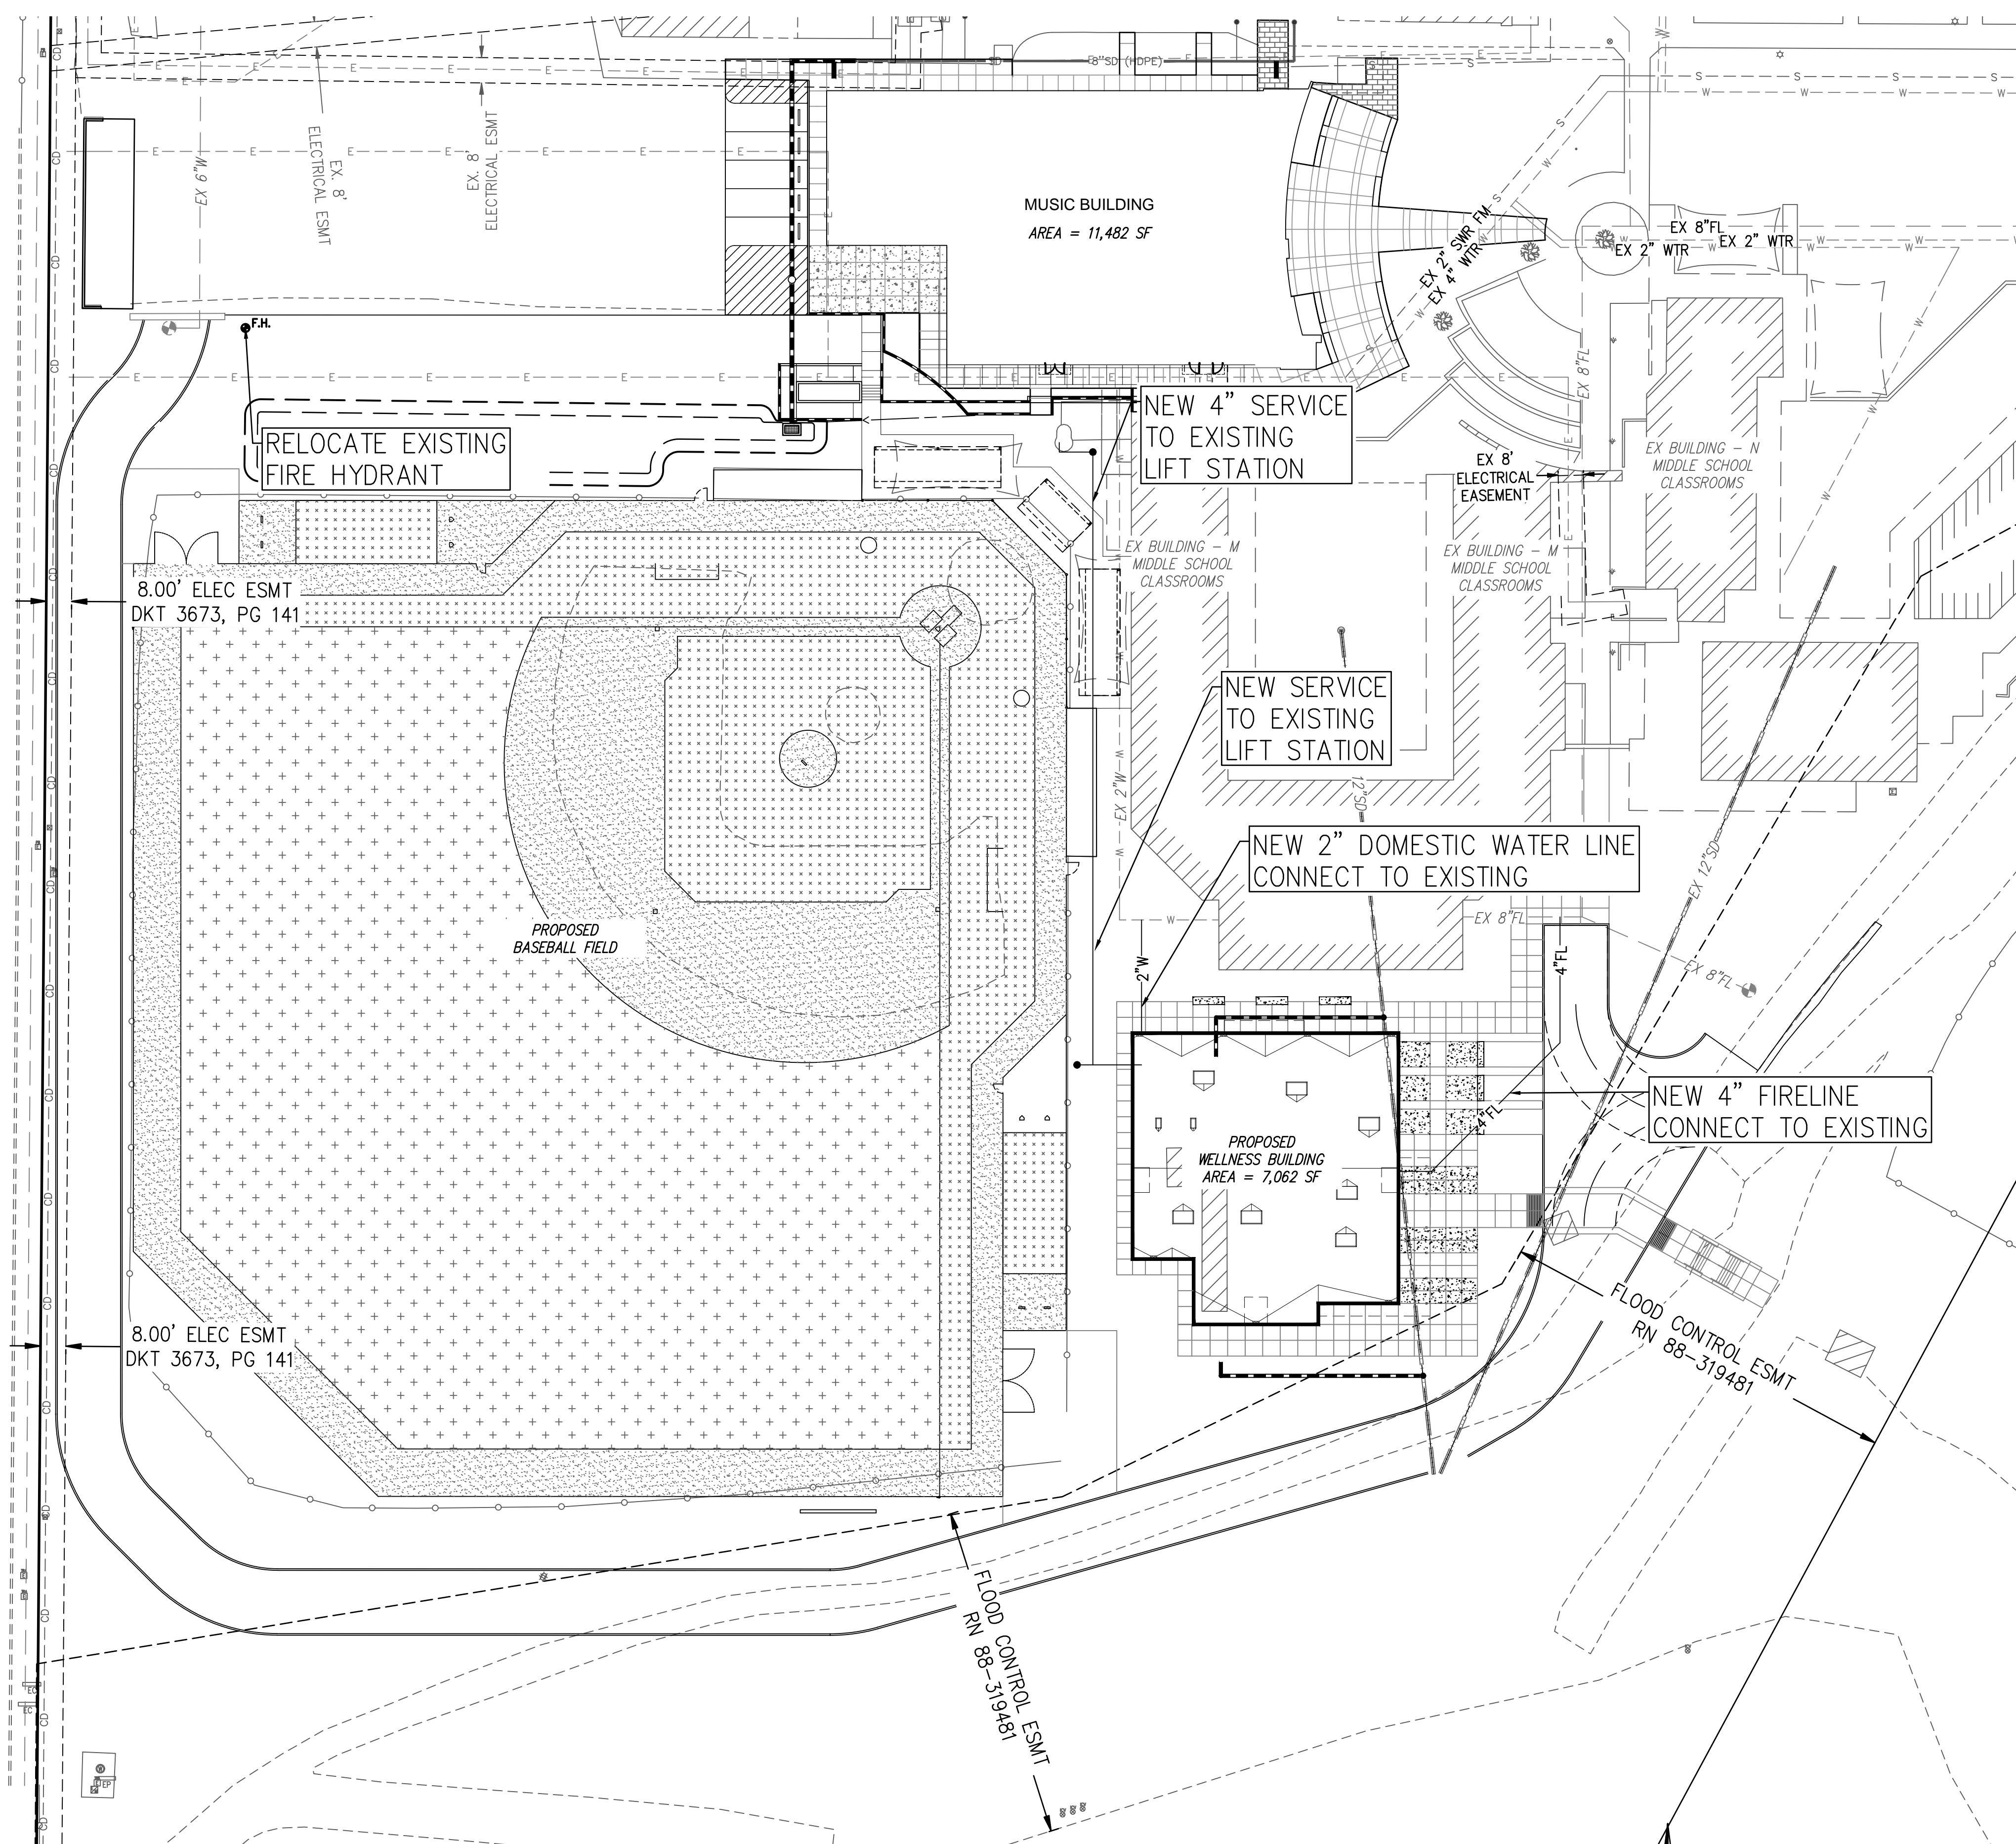 8"SD (HDPE)
SD
MUSIC BUILDING
AREA = 11,482 SF
EX 6"W
EX. 8'
ELECTRICAL ESMT
EX. 8'
ELECTRICAL ESMT
F.H.
RELOCATE EXISTING
FIRE HYDRANT
EX 2" SWR FM
EX 4" WTR
EX 8"FL
EX 2" WTR
EX 2" WTR
EX 8"FL
NEW 4" SERVICE
TO EXISTING
LIFT STATION
EX 8'
ELECTRICAL
EASEMENT
EX BUILDING - N
MIDDLE SCHOOL
CLASSROOMS
EX BUILDING - M
MIDDLE SCHOOL
CLASSROOMS
EX BUILDING - M
MIDDLE SCHOOL
CLASSROOMS
8.00' ELEC ESMT
DKT 3673, PG 141
NEW SERVICE
TO EXISTING
LIFT STATION
EX 2"W
12"SD
EX 12"SD
NEW 2" DOMESTIC WATER LINE
CONNECT TO EXISTING
PROPOSED
BASEBALL FIELD
EX 8"FL
2"W
4"FL
EX 8"FL
NEW 4" FIRELINE
CONNECT TO EXISTING
4"FL
PROPOSED
WELLNESS BUILDING
AREA = 7,062 SF
8.00' ELEC ESMT
DKT 3673, PG 141
FLOOD CONTROL ESMT
RN 88-319481
FLOOD CONTROL ESMT
RN 88-319481
EC
EC
EP